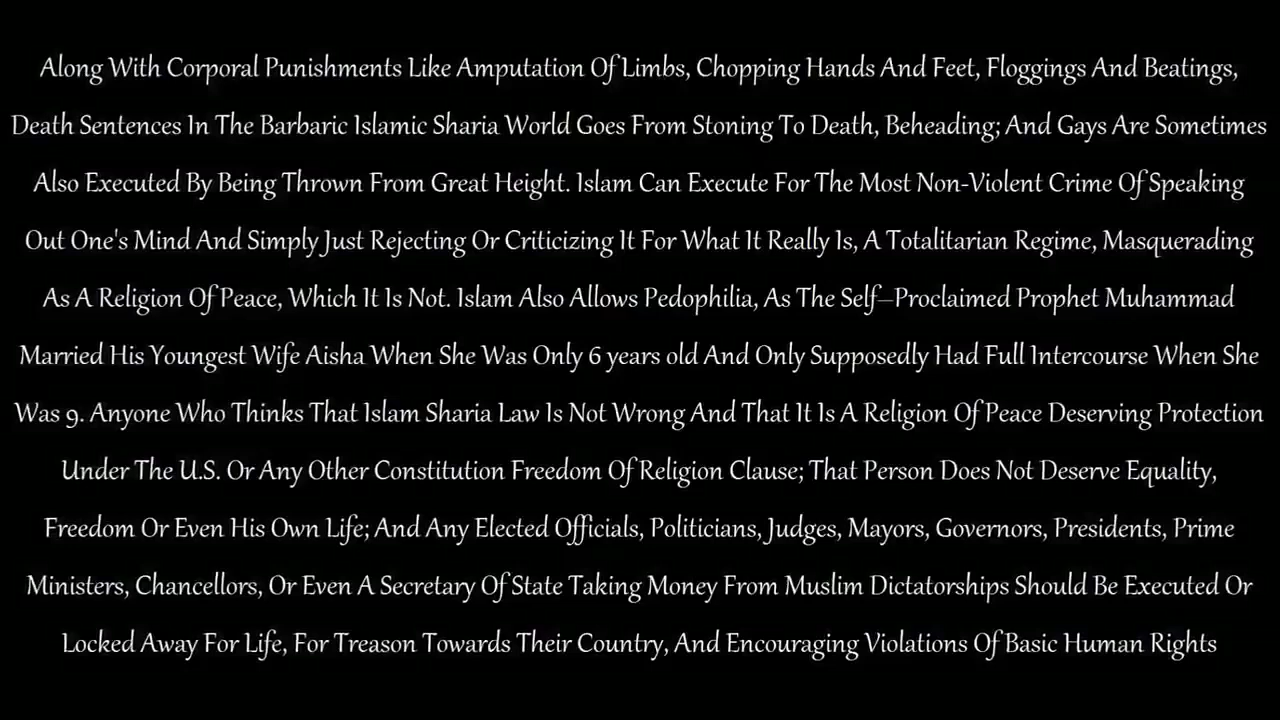 Along With Corporal Punishments Like Amputation Of Limbs, Chopping Hands And Feet, Floggings And Beatings,
Death Sentences In The Barbaric Islamic Sharia World Goes From Stoning To Death, Beheading; And Gays Are Sometimes
Also Executed By Being Thrown From Great Height. Islam Can Execute For The Most Non-Violent Crime Of Speaking
Out One's Mind And Simply Just Rejecting Or Criticizing It For What It Really Is, A Totalitarian Regime, Masquerading
As A Religion Of Peace, Which It Is Not. Islam Also Allows Pedophilia, As The Self–Proclaimed Prophet Muhammad
Married His Youngest Wife Aisha When She Was Only 6 years old And Only Supposedly Had Full Intercourse When She
Was 9. Anyone Who Thinks That Islam Sharia Law Is Not Wrong And That It Is A Religion Of Peace Deserving Protection
Under The U.S. Or Any Other Constitution Freedom Of Religion Clause; That Person Does Not Deserve Equality,
Freedom Or Even His Own Life; And Any Elected Officials, Politicians, Judges, Mayors, Governors, Presidents, Prime
Ministers, Chancellors, Or Even A Secretary Of State Taking Money From Muslim Dictatorships Should Be Executed Or
Locked Away For Life, For Treason Towards Their Country, And Encouraging Violations Of Basic Human Rights